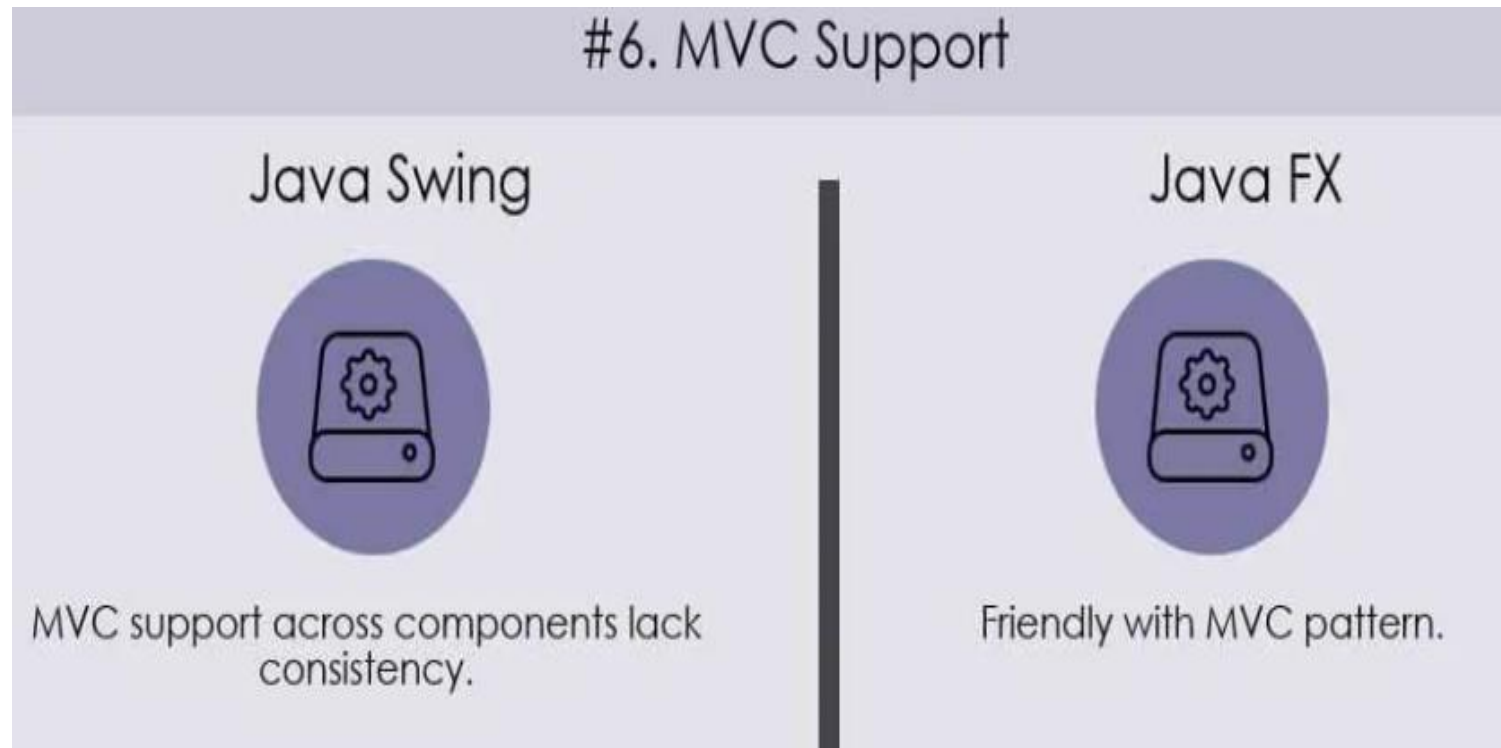 #6. MVC Support
Java Swing
Java FX
MVC support across components lack
consistency.
Friendly with MVC pattern.